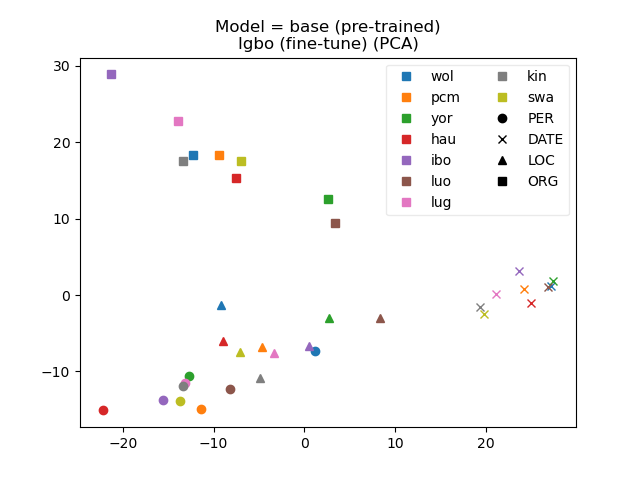 Model = base (pre-trained)
Igbo (fine-tune) (PCA)
30
20
10
0
−10
−20
−10
0
10
20
wol
pcm
yor
hau
ibo
luo
lug
kin
swa
PER
DATE
LOC
ORG